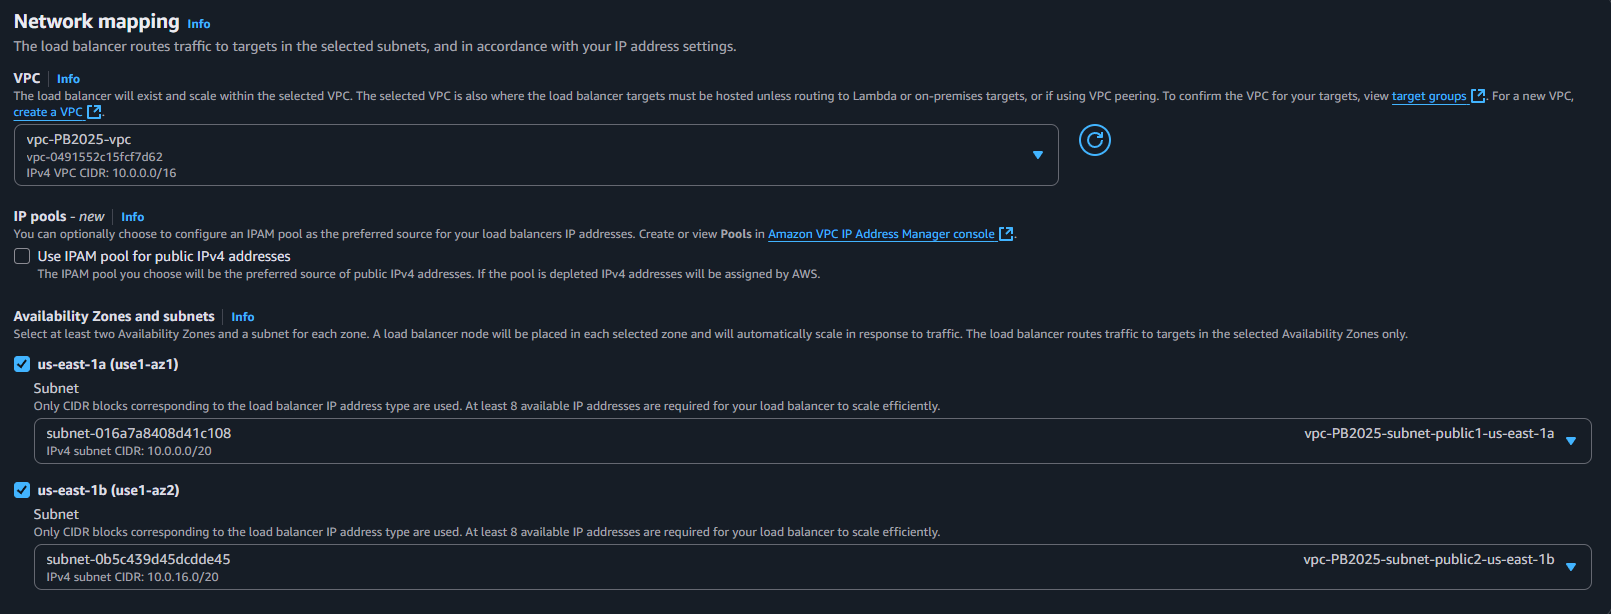 Network mapping Info
The load balancer routes traffic to targets in the selected subnets, and in accordance with your IP address settings.
VPC Info
The load balancer will exist and scale within the selected VPC. The selected VPC is also where the load balancer targets must be hosted unless routing to Lambda or on-premises targets, or if using VPC peering. To confirm the VPC for your targets, view target groups. For a new VPC,
create a VPC.
vpc-PB2025-vpc
vpc-0491552c15fcf7d62
IPv4 VPC CIDR: 10.0.0.0/16
IP pools - new Info
You can optionally choose to configure an IPAM pool as the preferred source for your load balancers IP addresses. Create or view Pools in Amazon VPC IP Address Manager console.
Use IPAM pool for public IPv4 addresses
The IPAM pool you choose will be the preferred source of public IPv4 addresses. If the pool is depleted IPv4 addresses will be assigned by AWS.
Availability Zones and subnets Info
Select at least two Availability Zones and a subnet for each zone. A load balancer node will be placed in each selected zone and will automatically scale in response to traffic. The load balancer routes traffic to targets in the selected Availability Zones only.
us-east-1a (use1-az1)
Subnet
Only CIDR blocks corresponding to the load balancer IP address type are used. At least 8 available IP addresses are required for your load balancer to scale efficiently.
subnet-016a7a8408d41c108 vpc-PB2025-subnet-public1-us-east-1a
IPv4 subnet CIDR: 10.0.0.0/20
us-east-1b (use1-az2)
Subnet
Only CIDR blocks corresponding to the load balancer IP address type are used. At least 8 available IP addresses are required for your load balancer to scale efficiently.
subnet-0b5c439d45dcdde45 vpc-PB2025-subnet-public2-us-east-1b
IPv4 subnet CIDR: 10.0.16.0/20